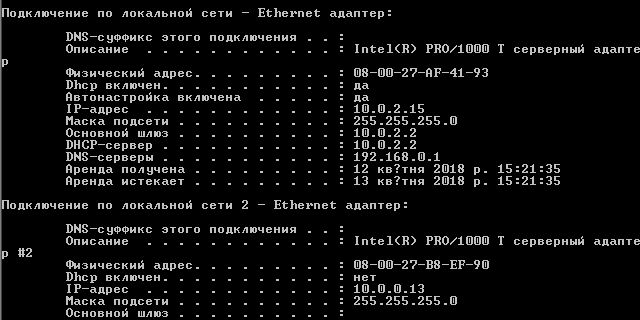 Подключение по локальной сети - Ethernet адаптер:
DNS-суффикс этого подключения . . :
Описание . . . . . . . . . . . . : Intel(R) PRO/1000 T серверный адапте
р
Физический адрес. . . . . . . . . : 08-00-27-AF-41-93
Dhcp включен. . . . . . . . . . . : да
Автонастройка включена . . . . . : да
IP-адрес . . . . . . . . . . . . : 10.0.2.15
Маска подсети . . . . . . . . . . : 255.255.255.0
Основной шлюз . . . . . . . . . . : 10.0.2.2
DHCP-сервер . . . . . . . . . . . : 10.0.2.2
DNS-серверы . . . . . . . . . . . : 192.168.0.1
Аренда получена . . . . . . . . . : 12 кв?тня 2018 р. 15:21:35
Аренда истекает . . . . . . . . . : 13 кв?тня 2018 р. 15:21:35
Подключение по локальной сети 2 - Ethernet адаптер:
DNS-суффикс этого подключения . . :
Описание . . . . . . . . . . . . : Intel(R) PRO/1000 T серверный адапте
р #2
Физический адрес. . . . . . . . . : 08-00-27-B8-EF-90
Dhcp включен. . . . . . . . . . . : нет
IP-адрес . . . . . . . . . . . . : 10.0.0.13
Маска подсети . . . . . . . . . . : 255.255.255.0
Основной шлюз . . . . . . . . . . :